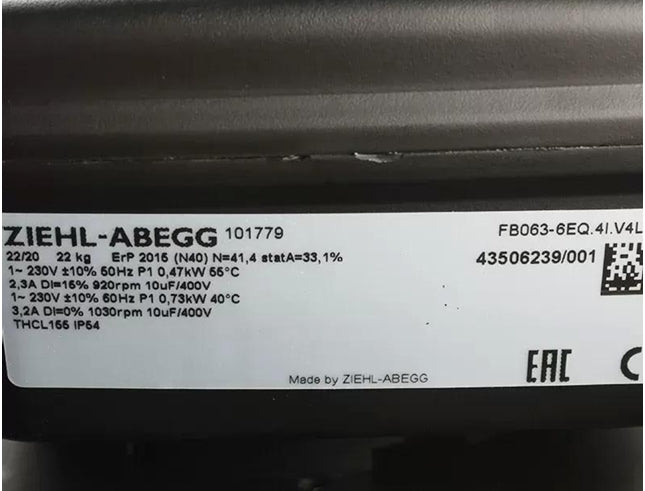 ZIEHL-ABEGG 101779
FB063-6EQ.4I.V4L
22/20 22 kg ErP 2015 (N40) N=41,4 statA=33,1%
43506239/001
1~ 230V ±10% 50Hz P1 0,47kW 55°C
2,3A DI=15% 920rpm 10uF/400V
1~ 230V ±10% 60Hz P1 0,73kW 40°C
3,2A DI=0% 1030rpm 10uF/400V
THCL155 IP54
Made by ZIEHL-ABEGG
EAC